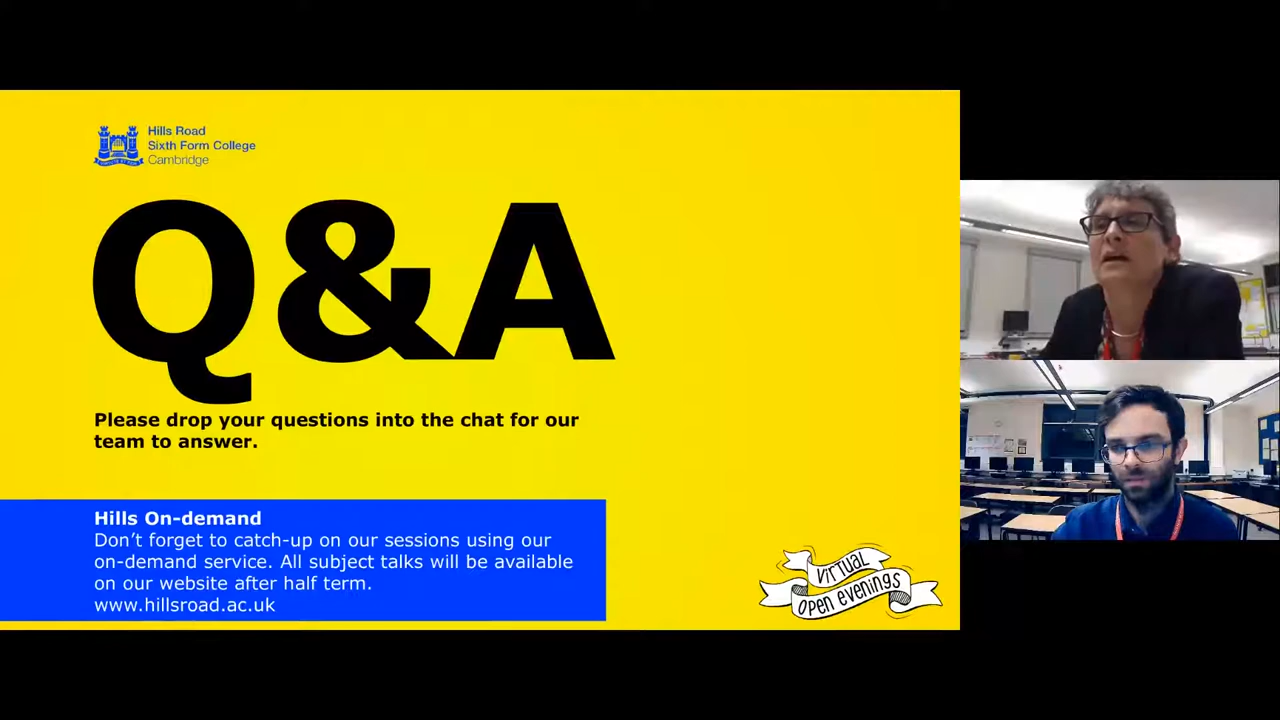 Hills Road
Sixth Form College
Cambridge
Q&A
Please drop your questions into the chat for our
team to answer.
Hills On-demand
Don't forget to catch-up on our sessions using our
on-demand service. All subject talks will be available
on our website after half term.
www.hillsroad.ac.uk
VIRTUAL
OPEN EVENINGS